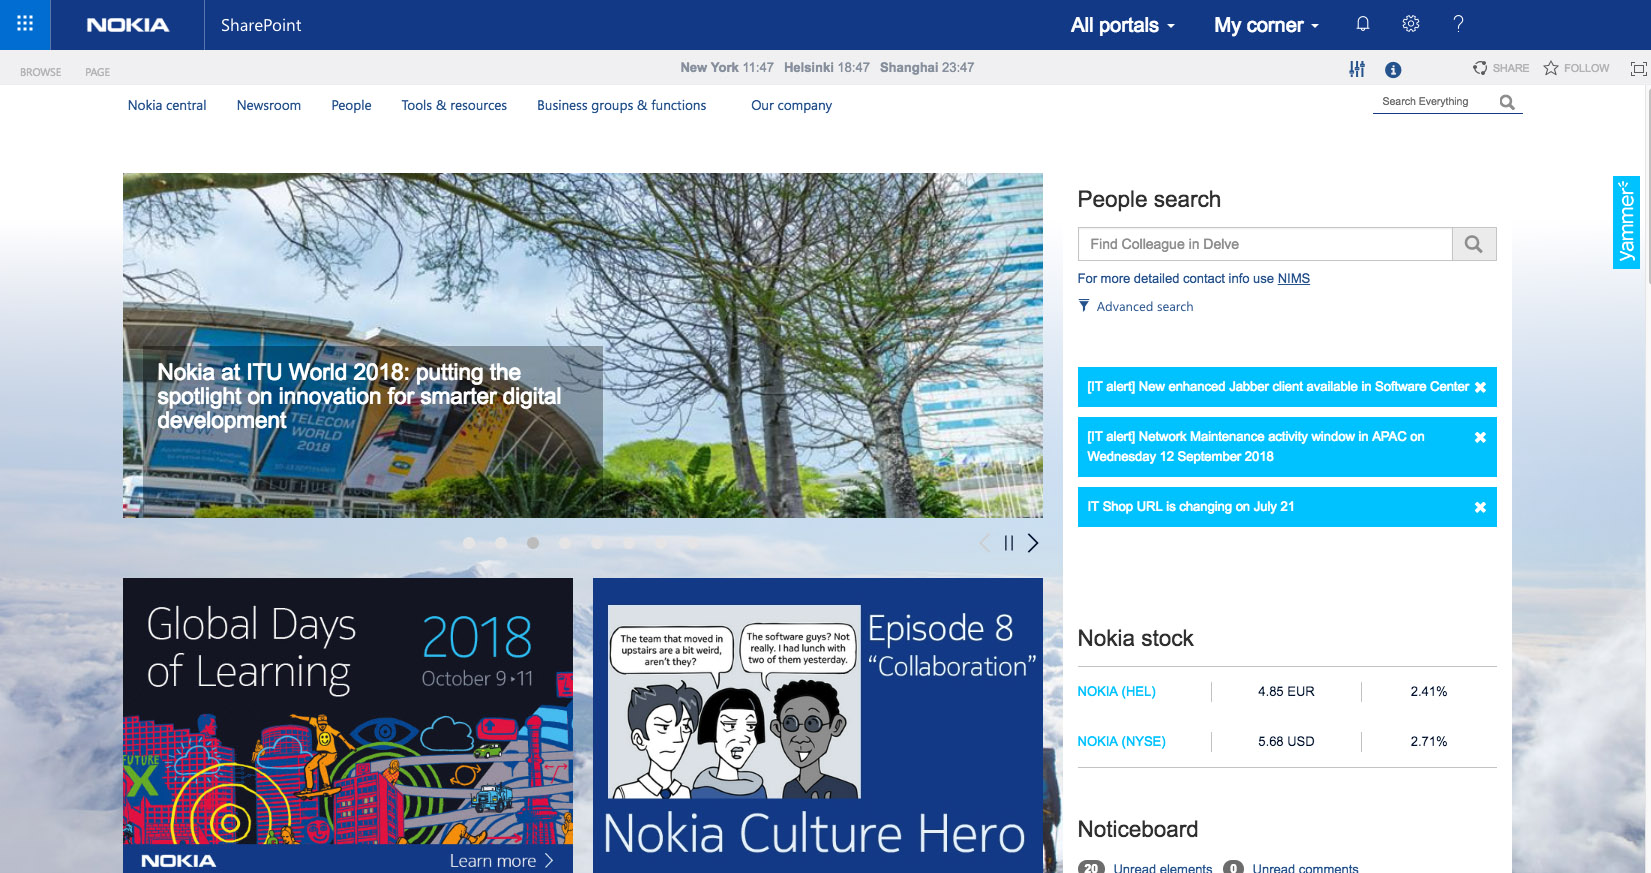 NOKIA
SharePoint
All portals
My corner
BROWSE
PAGE
New York 11:47 Helsinki 18:47 Shanghai 23:47
SHARE
FOLLOW
Nokia central
Newsroom
People
Tools & resources
Business groups & functions
Our company
Search Everything
yammer
Nokia at ITU World 2018: putting the
spotlight on innovation for smarter digital
development
ITU
TELECOM
WORLD
2018
People search
Find Colleague in Delve
For more detailed contact info use NIMS
Advanced search
[IT alert] New enhanced Jabber client available in Software Center
[IT alert] Network Maintenance activity window in APAC on
Wednesday 12 September 2018
IT Shop URL is changing on July 21
Global Days
of Learning
2018
October 9 11
FUTURE
X
NOKIA
Learn more
The team that moved in
upstairs are a bit weird,
aren't they?
The software guys? Not
really. I had lunch with
two of them yesterday.
Episode 8
“Collaboration”
Nokia Culture Hero
Nokia stock
NOKIA (HEL) 4.85 EUR 2.41%
NOKIA (NYSE) 5.68 USD 2.71%
Noticeboard
20 Unread elements 0 Unread comments